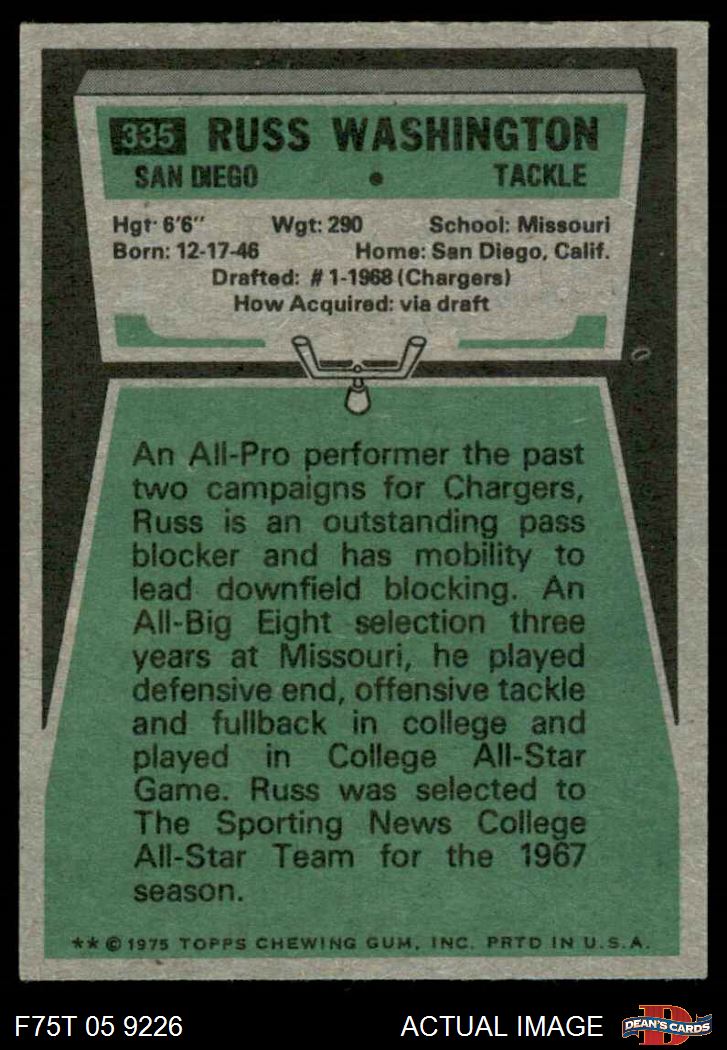 335 RUSS WASHINGTON
SAN DIEGO • TACKLE
Hgt: 6'6" Wgt: 290 School: Missouri
Born: 12-17-46 Home: San Diego, Calif.
Drafted: #1-1968 (Chargers)
How Acquired: via draft
An All-Pro performer the past
two campaigns for Chargers,
Russ is an outstanding pass
blocker and has mobility to
lead downfield blocking. An
All-Big Eight selection three
years at Missouri, he played
defensive end, offensive tackle
and fullback in college and
played in College All-Star
Game. Russ was selected to
The Sporting News College
All-Star Team for the 1967
season.
**©1975 TOPPS CHEWING GUM, INC. PRTD IN U.S.A.
F75T 05 9226 ACTUAL IMAGE D DEAN'S CARDS